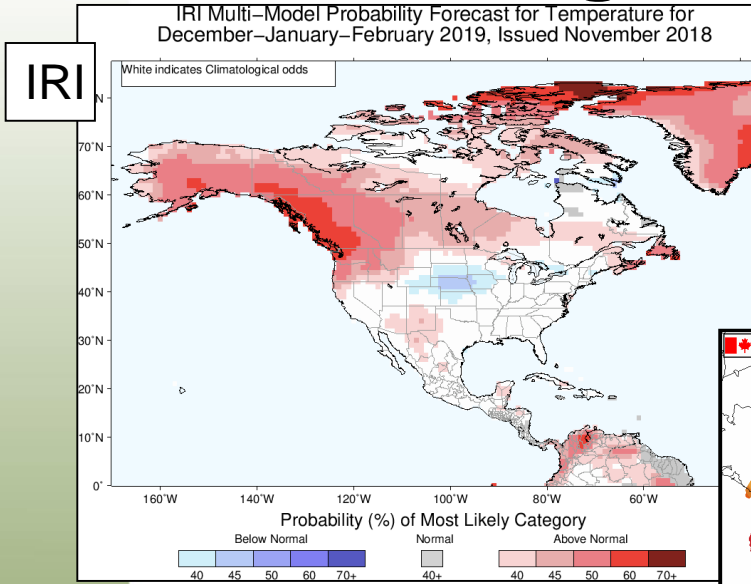 IRI Multi−Model Probability Forecast for Temperature for
December−January−February 2019, Issued November 2018
IRI
White indicates Climatological odds
N
70˚N
60˚N
50˚N
40˚N
30˚N
20˚N
10˚N
0˚
160˚W 140˚W 120˚W 100˚W 80˚W 60˚W
Probability (%) of Most Likely Category
Below Normal Normal Above Normal
40 45 50 60 70+ 40+ 40 45 50 60 70+